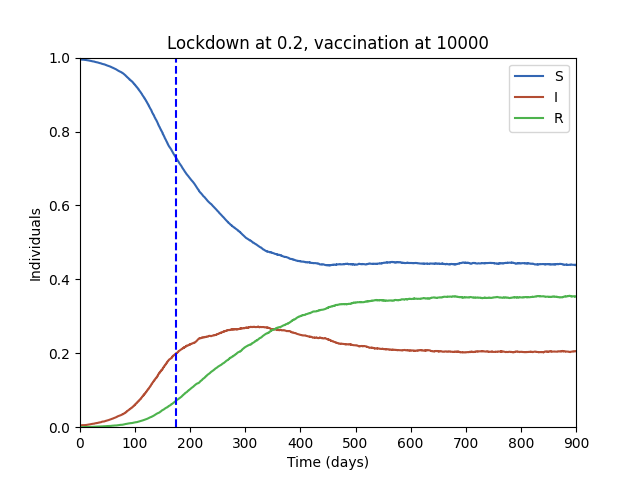 Lockdown at 0.2, vaccination at 10000
1.0
0.8
0.6
0.4
0.2
0.0
Individuals
S
I
R
0 100 200 300 400 500 600 700 800 900
Time (days)